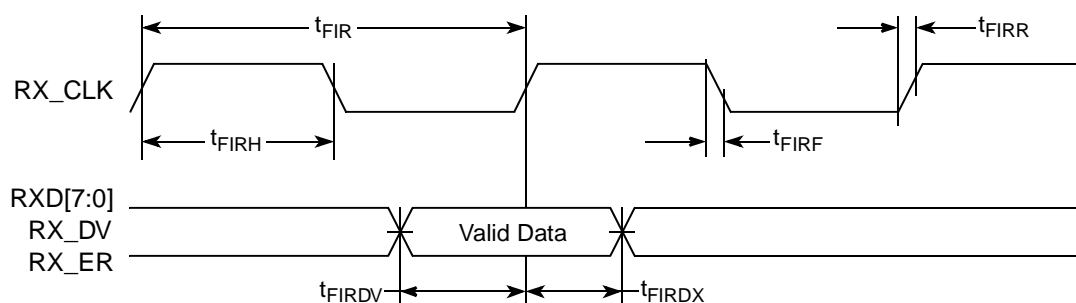 tFIR
tFIRR
RX_CLK
tFIRH
tFIRF
RXD[7:0]
RX_DV
Valid Data
RX_ER
tFIRDV
tFIRDX